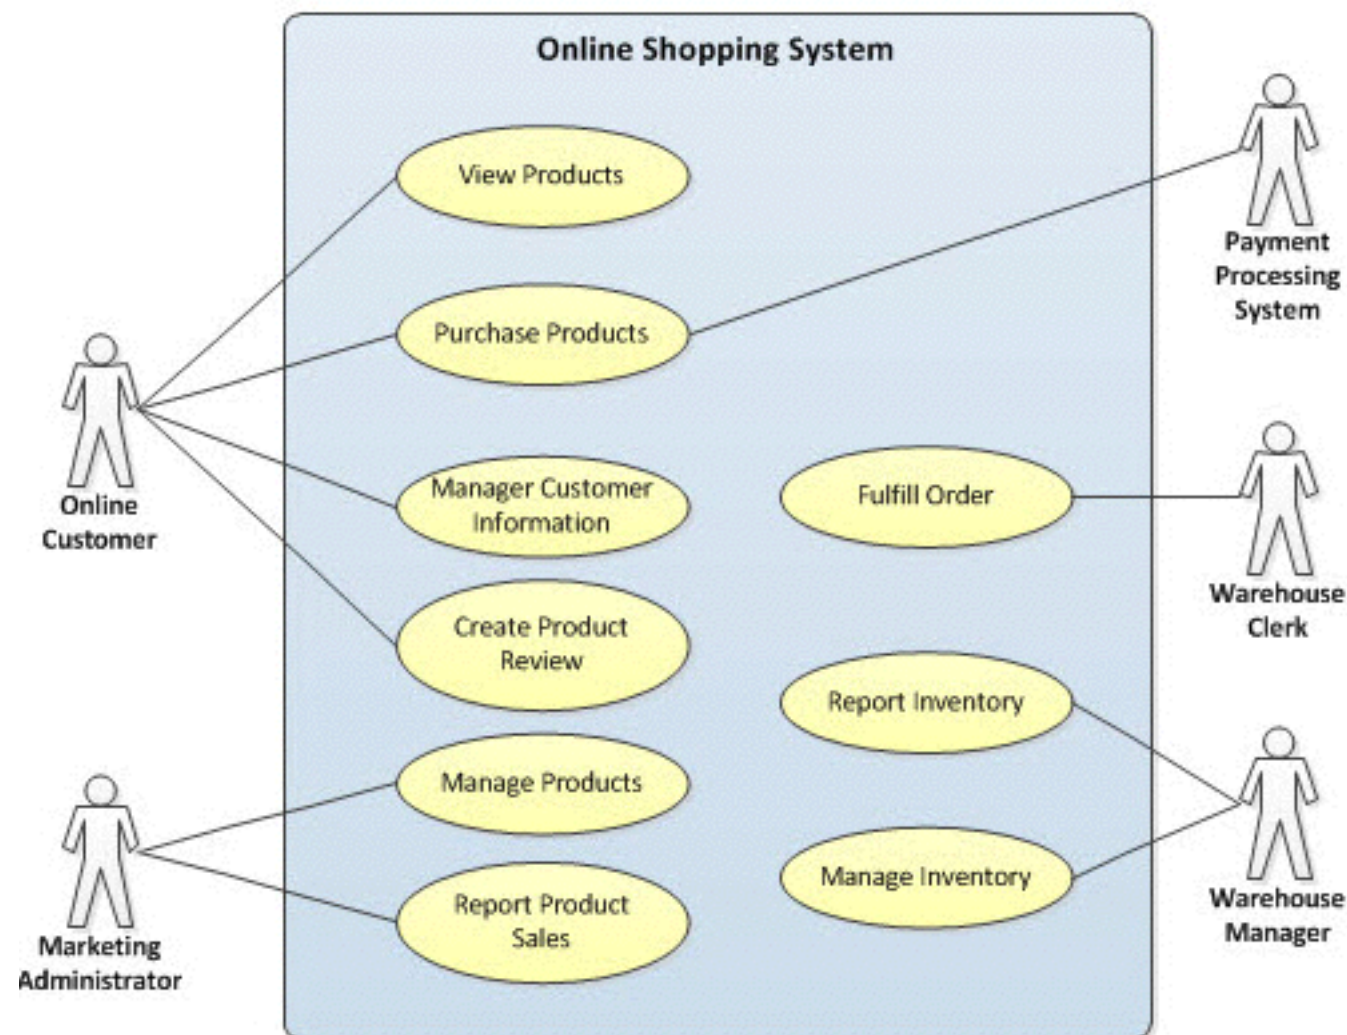 Online Shopping System
View Products
Purchase Products
Manager Customer
Information
Create Product
Review
Manage Products
Report Product
Sales
Fulfill Order
Report Inventory
Manage Inventory
Online
Customer
Marketing
Administrator
Payment
Processing
System
Warehouse
Clerk
Warehouse
Manager